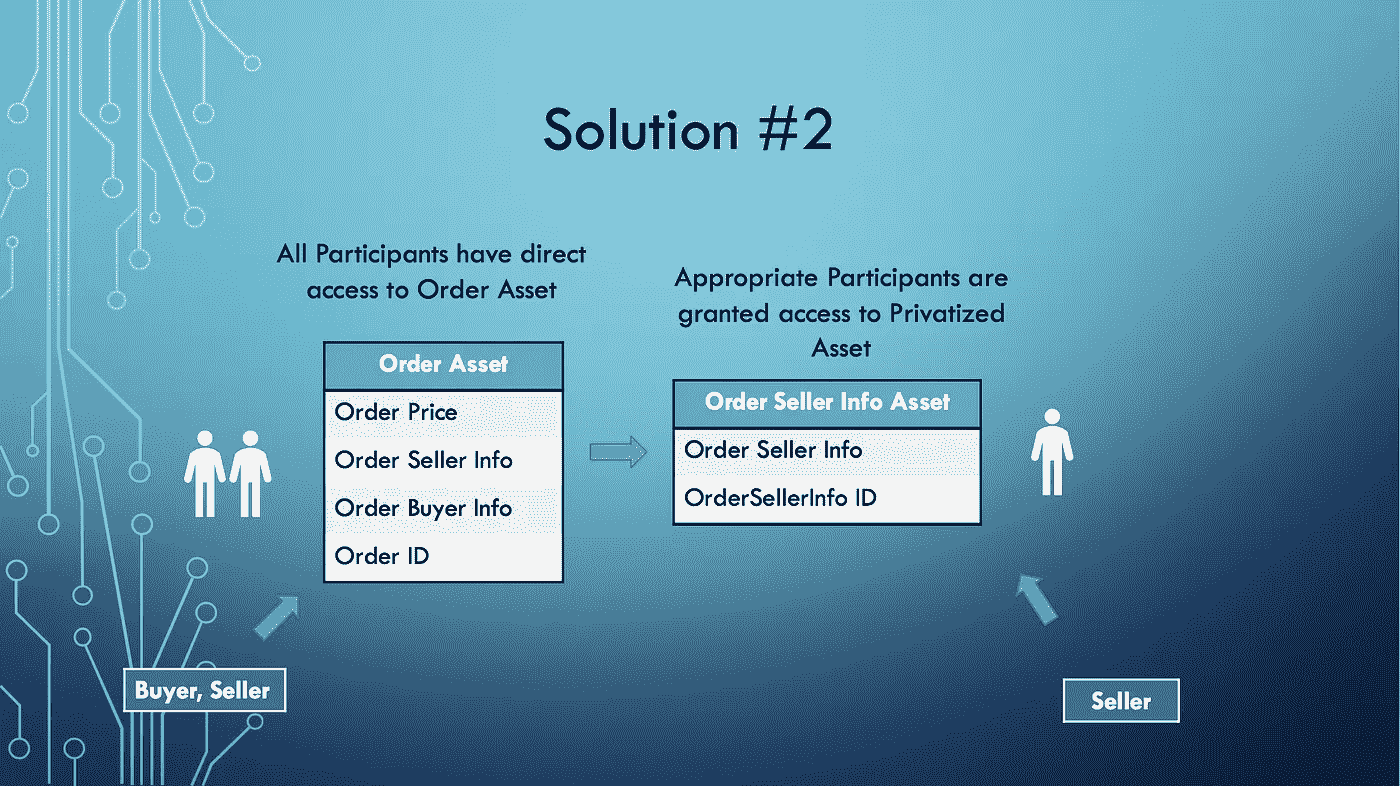 Solution #2
All Participants have direct
access to Order Asset
Order Asset
Order Price
Order Seller Info
Order Buyer Info
Order ID
Buyer, Seller
Appropriate Participants are
granted access to Privatized
Asset
Order Seller Info Asset
Order Seller Info
OrderSellerInfo ID
Seller